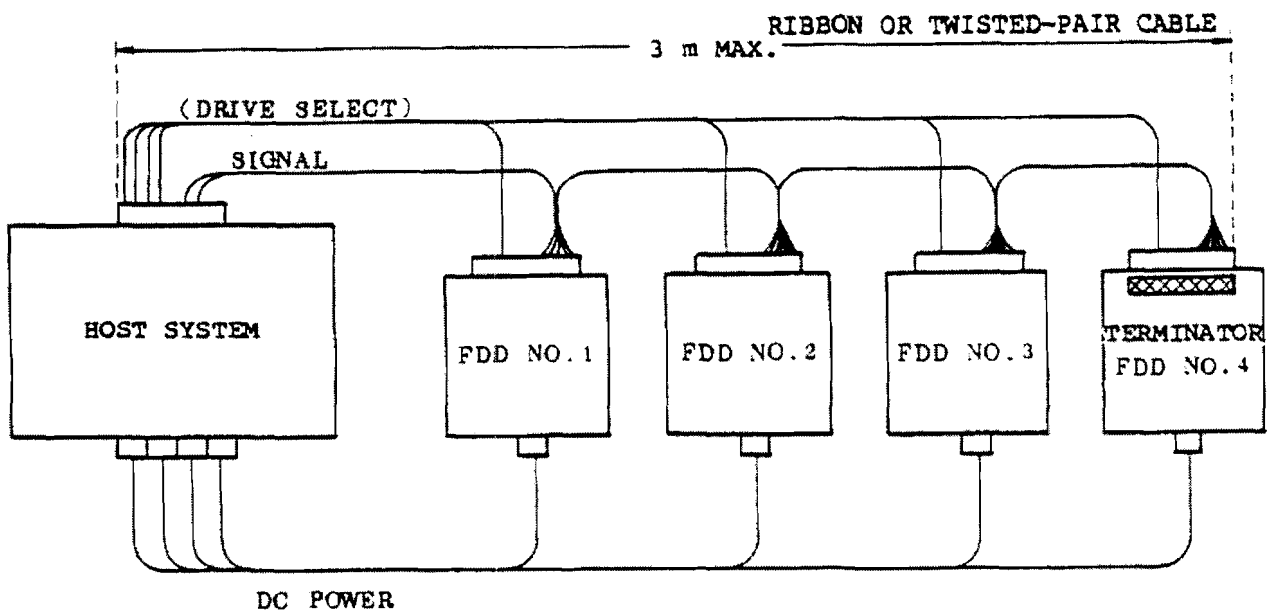 RIBBON OR TWISTED-PAIR CABLE
3 m MAX.
(DRIVE SELECT)
SIGNAL
HOST SYSTEM
FDD NO.1
FDD NO.2
FDD NO.3
TERMINATOR
FDD NO.4
DC POWER